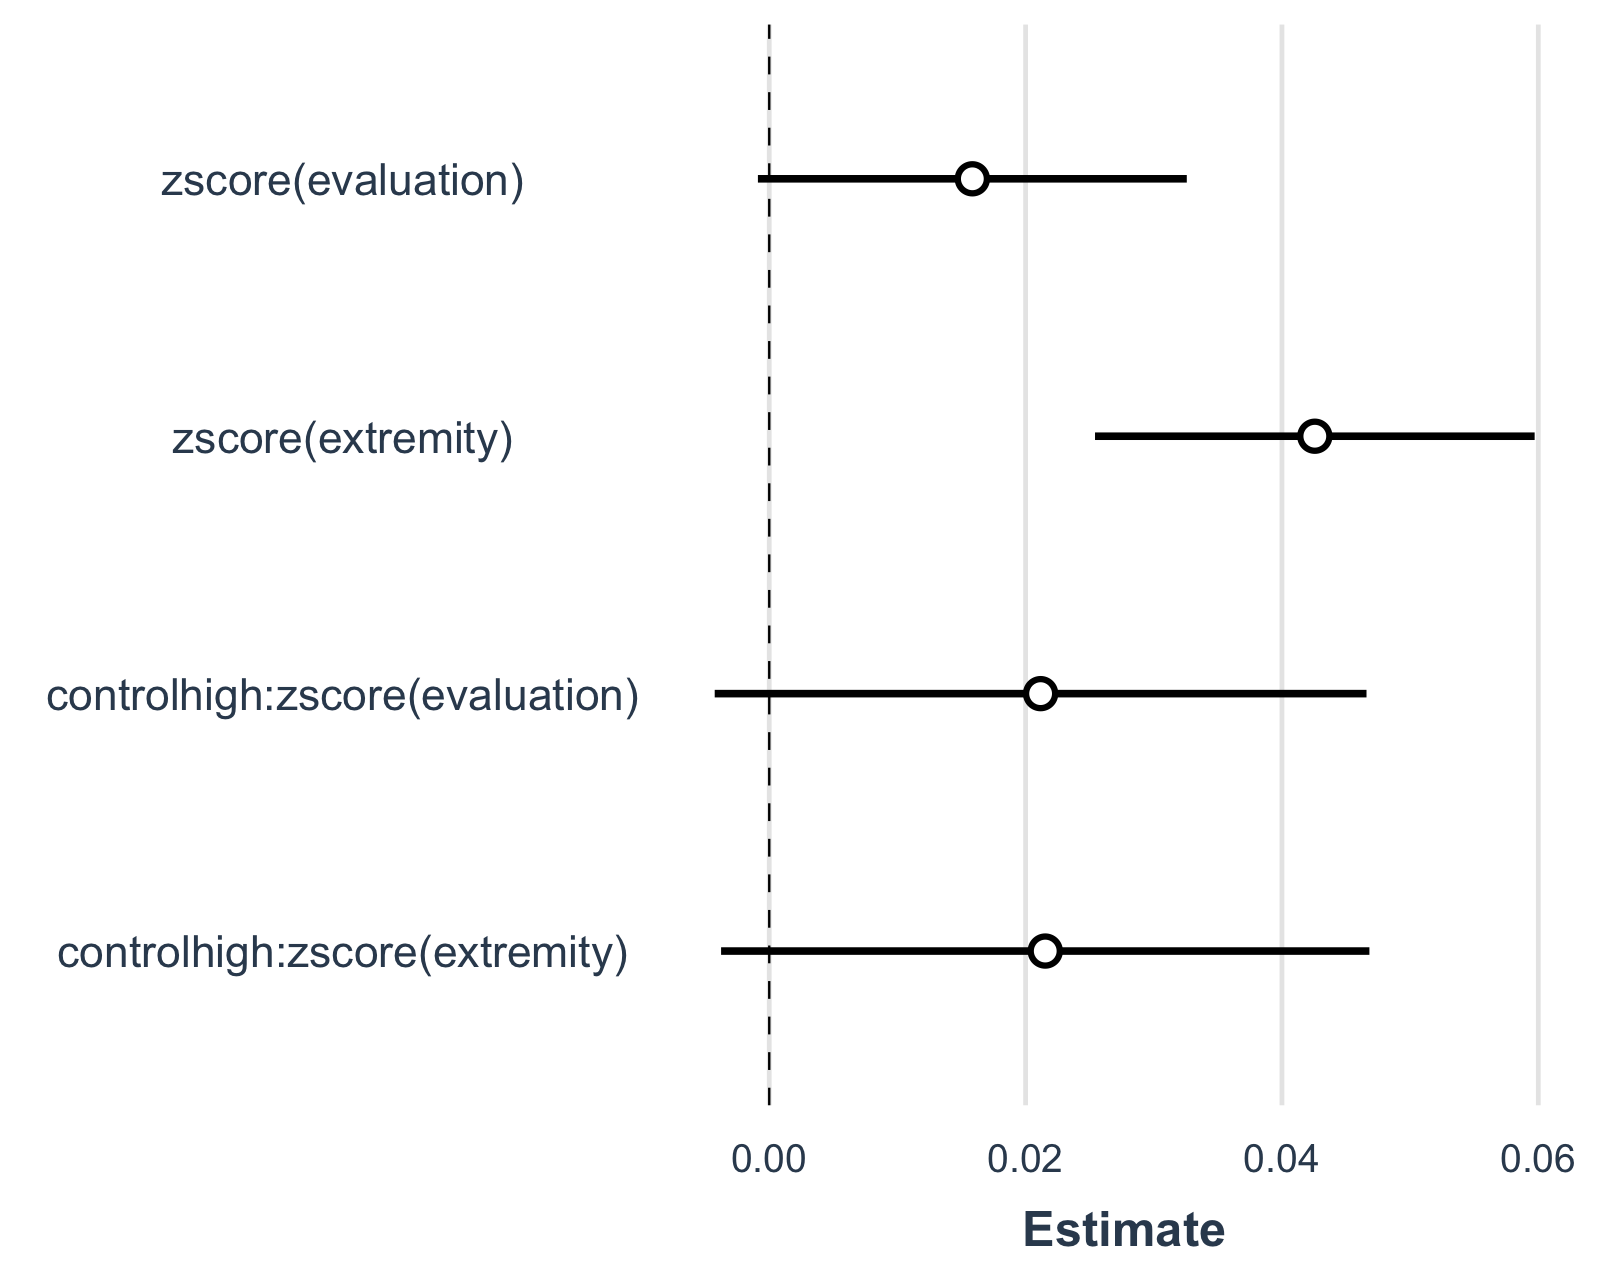 zscore(evaluation)
zscore(extremity)
controlhigh:zscore(evaluation)
controlhigh:zscore(extremity)
0.00 0.02 0.04 0.06
Estimate